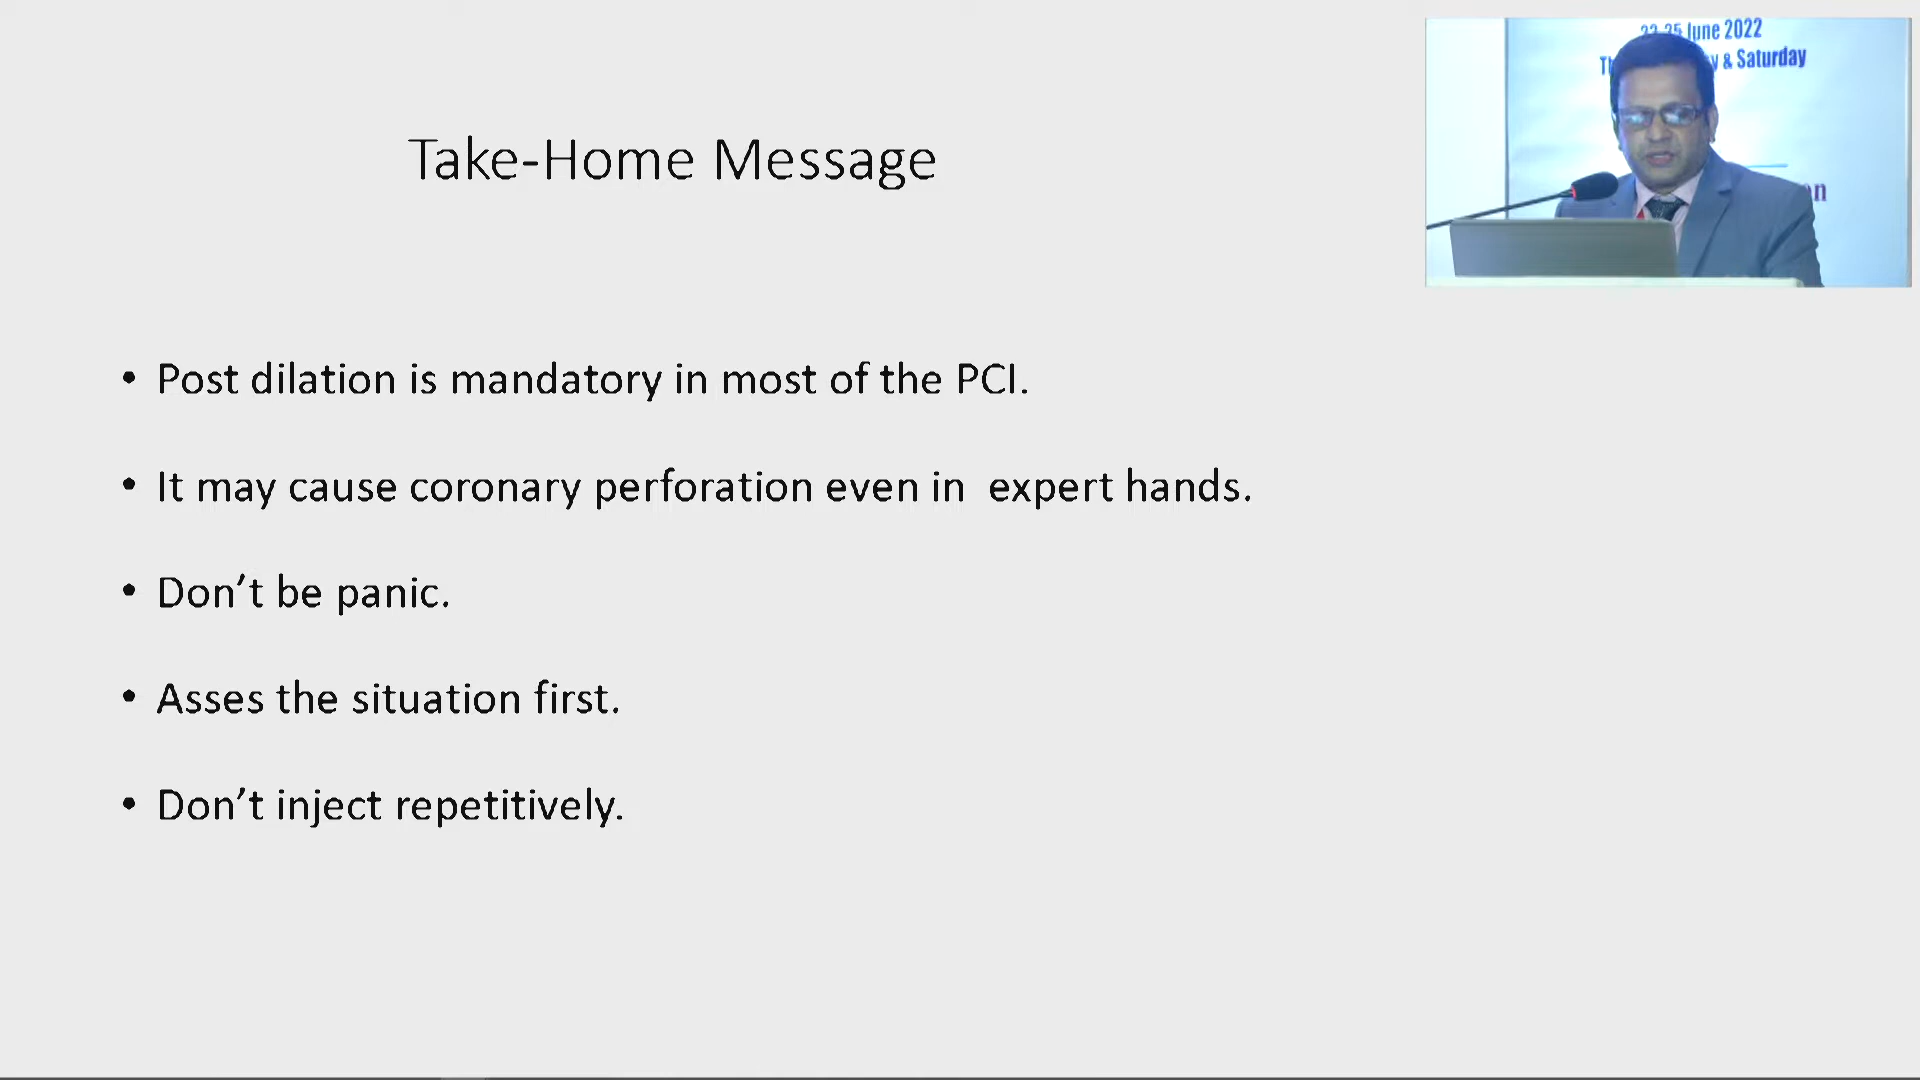 June 2022
& Saturday
Take-Home Message
• Post dilation is mandatory in most of the PCI.
• It may cause coronary perforation even in  expert hands.
• Don’t be panic.
• Asses the situation first.
• Don’t inject repetitively.